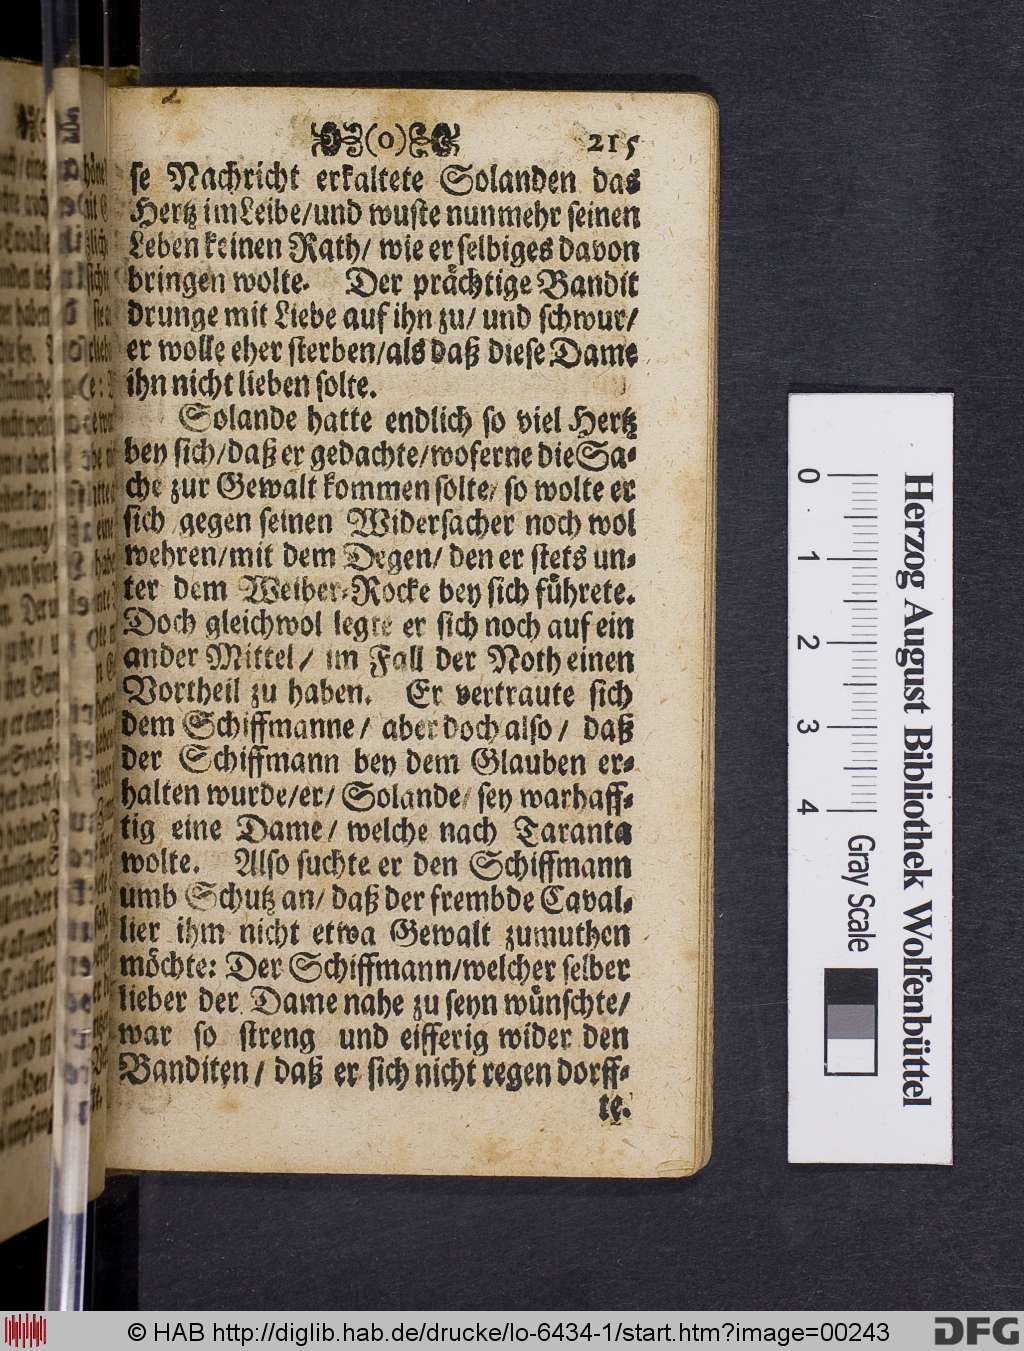 (o) 215
se Nachricht erkaltete Solanden das
Hertz im Leibe/und wuste nunmehr seinen
Leben keinen Rath/ wie er selbiges davon
bringen wolte. Der prächtige Bandit
drunge mit Liebe auf ihn zu/ und schwur/
er wolle eher sterben/als daß diese Dame
ihn nicht lieben solte.
Solande hatte endlich so viel Hertz
bey sich/daß er gedachte/woferne die Sa-
che zur Gewalt kommen solte/ so wolte er
sich gegen seinen Widersacher noch wol
wehren/mit dem Degen/ den er stets un-
ter dem Weiber-Rocke bey sich führete.
Doch gleichwol legte er sich noch auf ein
ander Mittel/ im Fall der Noth einen
Vortheil zu haben. Er vertraute sich
dem Schiffmanne/ aber doch also/ daß
der Schiffmann bey dem Glauben er-
halten wurde/er/ Solande/ sey warhaff-
tig eine Dame/ welche nach Taranta
wolte. Also suchte er den Schiffmann
umb Schutz an/ daß der frembde Caval-
lier ihm nicht etwa Gewalt zumuthen
möchte: Der Schiffmann/welcher selber
lieber der Dame nahe zu seyn wünschte/
war so streng und eifferig wider den
Banditen/ daß er sich nicht regen dorff-
te.
Herzog August Bibliothek Wolfenbüttel
0 1 2 3 4
Gray Scale
© HAB http://diglib.hab.de/drucke/lo-6434-1/start.htm?image=00243
DFG